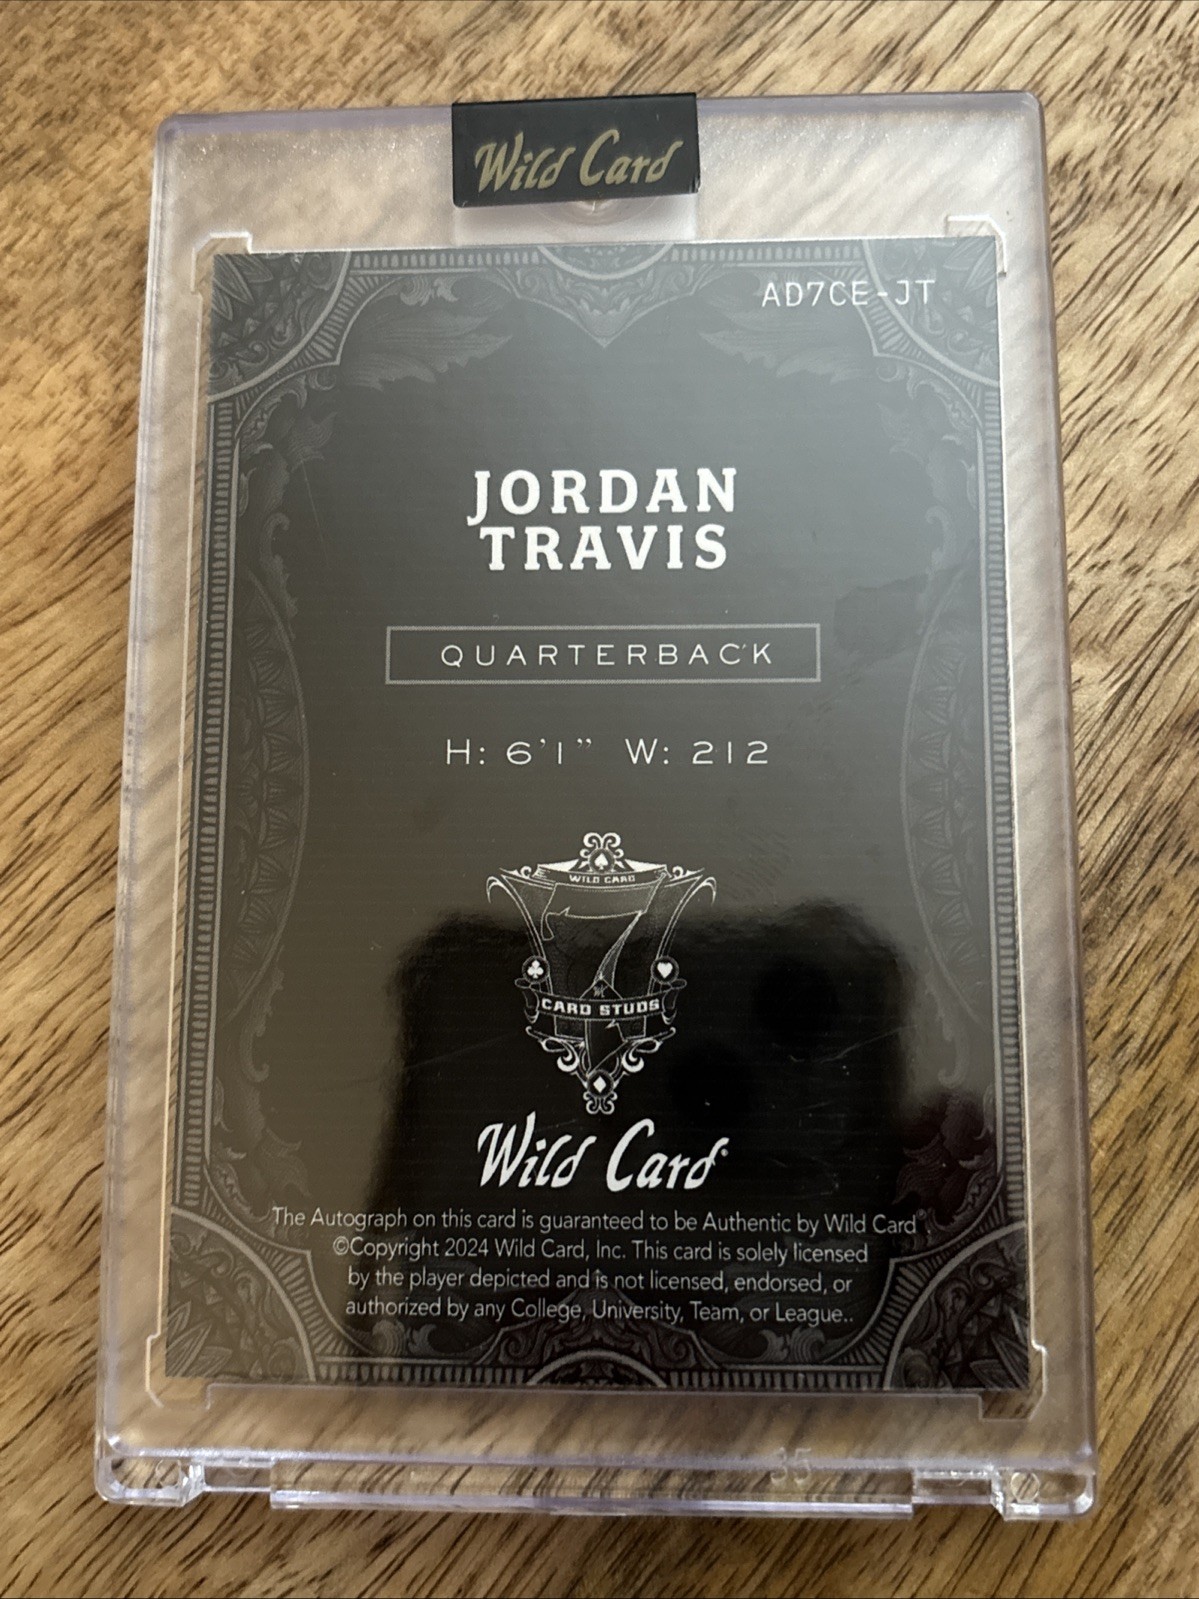 Wild Card
AD7CE-JT
JORDAN
TRAVIS
QUARTERBACK
H: 6'1” W: 212
WILD CARD
7
CARD STUDS
Wild Card
The Autograph on this card is guaranteed to be Authentic by Wild Card®.
©Copyright 2024 Wild Card, Inc. This card is solely licensed
by the player depicted and is not licensed, endorsed, or
authorized by any College, University, Team, or League..
35